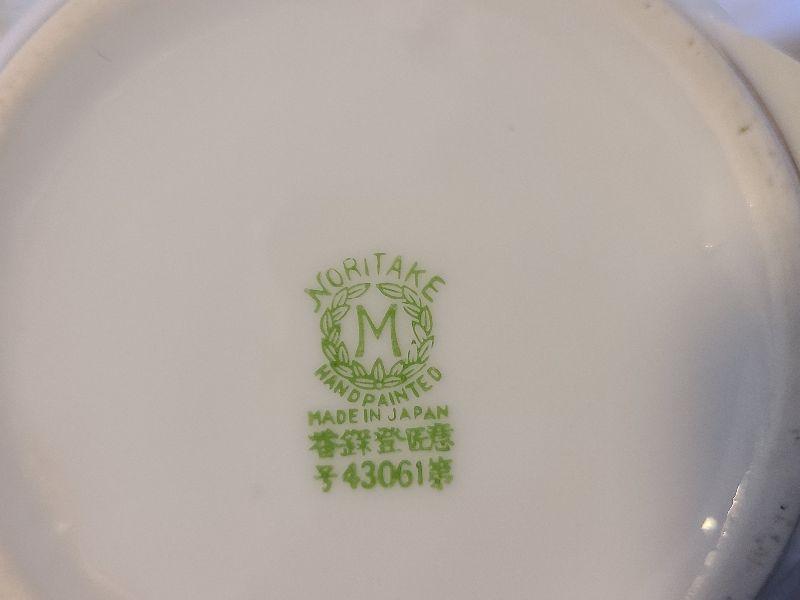 NORITAKE
M
HANDPAINTED
MADE IN JAPAN
番録登匠意
号43061第